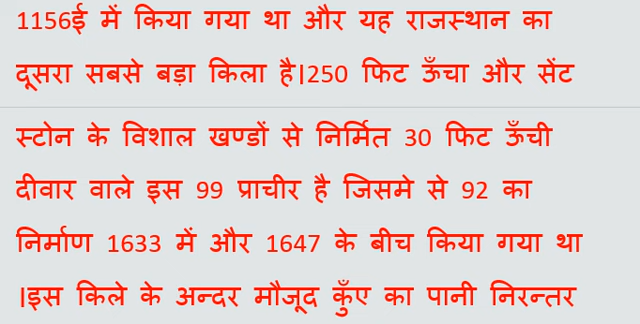 1156ई में किया गया था और यह राजस्थान का
दूसरा सबसे बड़ा किला है।250 फिट ऊँचा और सेंट
स्टोन के विशाल खण्डों से निर्मित 30 फिट ऊँची
दीवार वाले इस 99 प्राचीर है जिसमे से 92 का
निर्माण 1633 में और 1647 के बीच किया गया था
।इस किले के अन्दर मौजूद कुँए का पानी निरन्तर